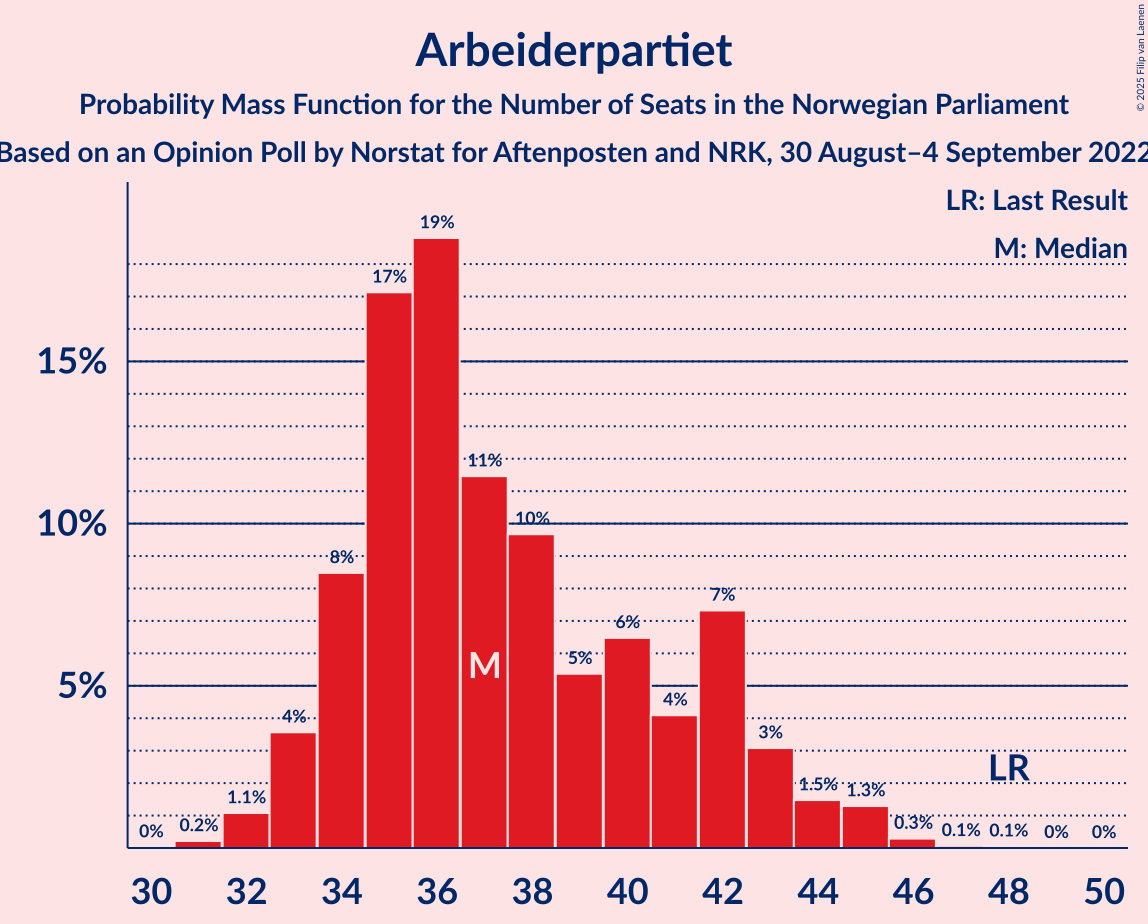 Arbeiderpartiet
Probability Mass Function for the Number of Seats in the Norwegian Parliament
Based on an Opinion Poll by Norstat for Aftenposten and NRK, 30 August–4 September 2022
© 2025 Filip van Laenen
LR: Last Result
M: Median
15%
10%
5%
0%
0.2%
1.1%
4%
8%
17%
19%
11%
10%
5%
6%
4%
7%
3%
1.5%
1.3%
0.3%
0.1%
0.1%
0%
0%
M
LR
30 32 34 36 38 40 42 44 46 48 50